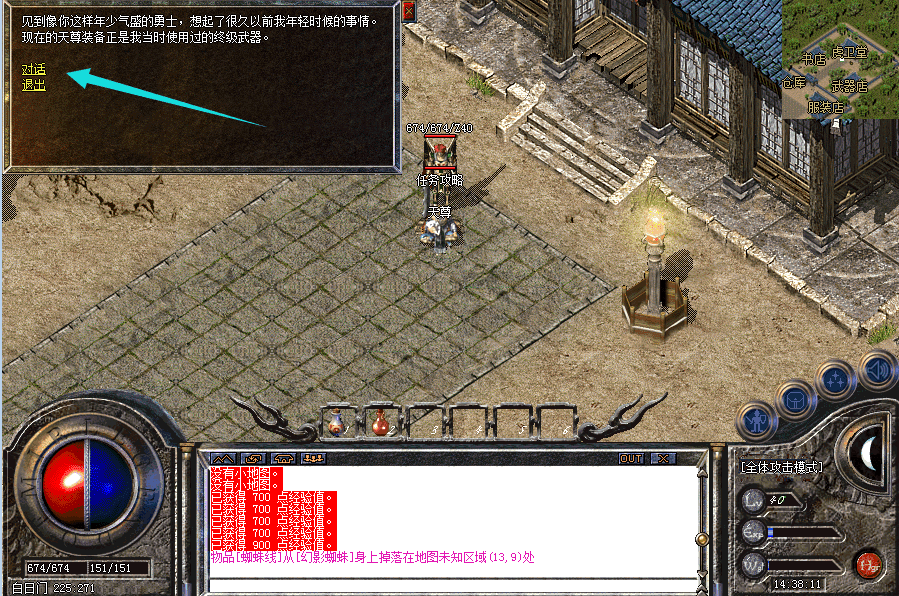 见到像你这样年少气盛的勇士，想起了很久以前我年轻时候的事情。
现在的天尊装备正是我当时使用过的终级武器。
对话
退出
674/674/Z40
任务攻略
天尊
书店
虎卫堂
仓库
武器店
服装店
3
4
5
6
OUT
没有小地图。
没有小地图。
已获得 700 点经验值。
已获得 700 点经验值。
已获得 700 点经验值。
已获得 700 点经验值。
已获得 900 点经验值。
物品[蜘蛛线]从[幻影蜘蛛]身上掉落在地图未知区域(13,9)处
[全体攻击模式]
Lv 40
Exp
W
14:38 11
674/674 151/151
白日门 225:271